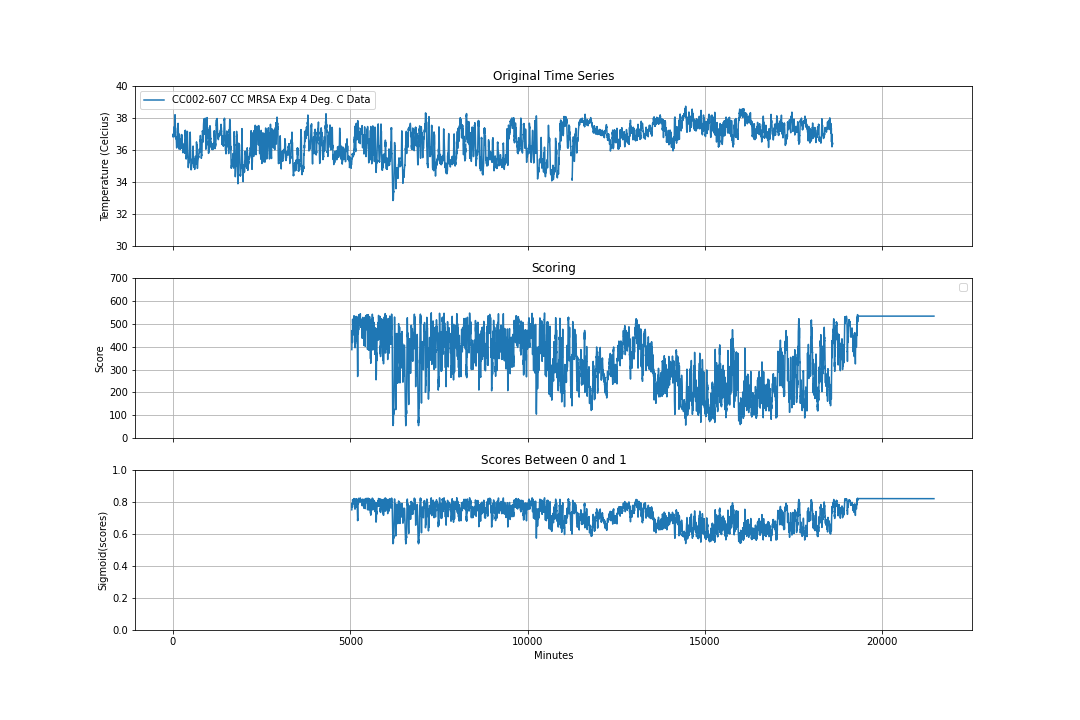 Original Time Series
40
38
36
34
32
30
Temperature (Celcius)
CC002-607 CC MRSA Exp 4 Deg. C Data
Scoring
700
600
500
400
300
200
100
0
Score
Scores Between 0 and 1
1.0
0.8
0.6
0.4
0.2
0.0
Sigmoid(scores)
0 5000 10000 15000 20000
Minutes